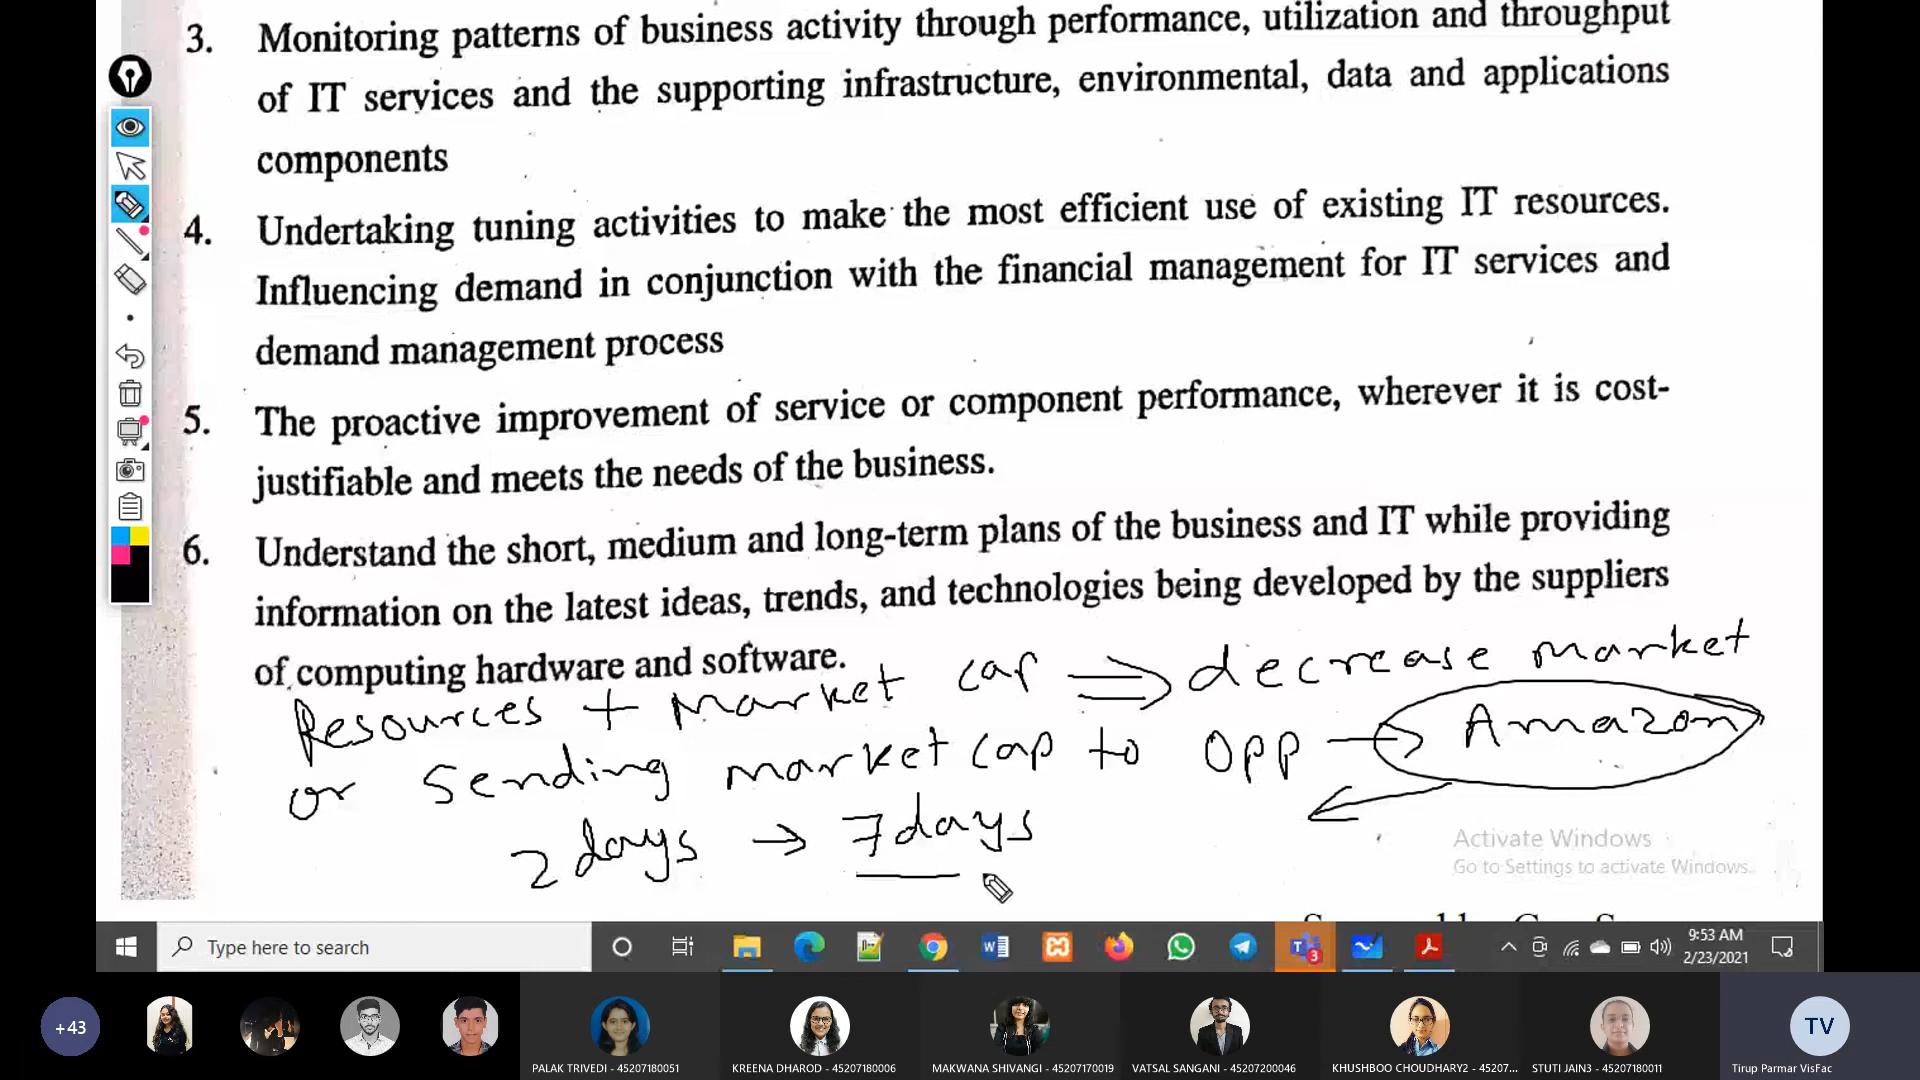 3. Monitoring patterns of business activity through performance, utilization and throughput
of IT services and the supporting infrastructure, environmental, data and applications
components
4. Undertaking tuning activities to make the most efficient use of existing IT resources.
Influencing demand in conjunction with the financial management for IT services and
demand management process
5. The proactive improvement of service or component performance, wherever it is cost-
justifiable and meets the needs of the business.
6. Understand the short, medium and long-term plans of the business and IT while providing
information on the latest ideas, trends, and technologies being developed by the suppliers
of computing hardware and software.
Resources + market cap ⇒ decrease market
or sending market cap to opp → Amazon
2 days → 7 days
Activate Windows
Go to Settings to activate Windows.
Type here to search
3
9:53 AM
2/23/2021
+43
TV
PALAK TRIVEDI - 45207180051
KREENA DHAROD - 45207180006
MAKWANA SHIVANGI - 45207170019
VATSAL SANGANI - 45207200046
KHUSHBOO CHOUDHARY2 - 45207...
STUTI JAIN3 - 45207180011
Tirup Parmar VisFac